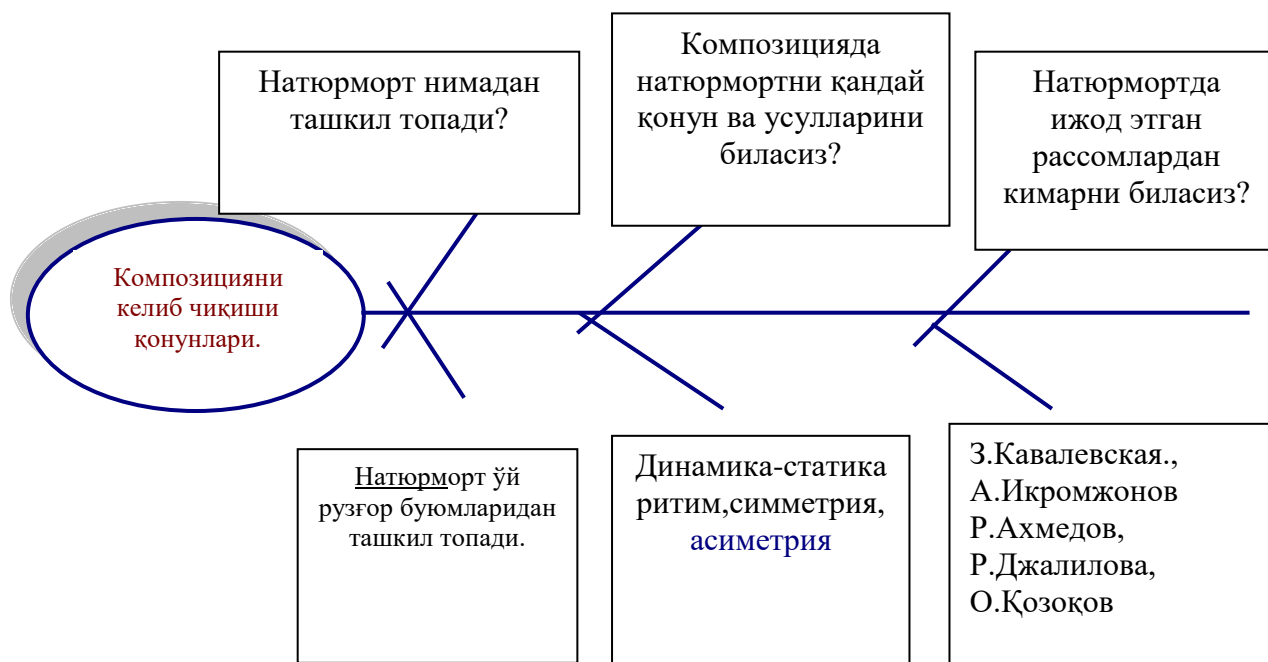 Натюрморт нимадан
ташкил топади?
Композицияда
натюрмортни қандай
қонун ва усулларини
биласиз?
Натюрмортда
ижод этган
рассомлардан
кимарни биласиз?
Композицияни
келиб чиқиши
қонунлари.
Натюрморт ўй
рузғор буюмларидан
ташкил топади.
Динамика-статика
ритим,симметрия,
асиметрия
З.Кавалевская.,
А.Икромжонов
Р.Ахмедов,
Р.Джалилова,
О.Қозоқов